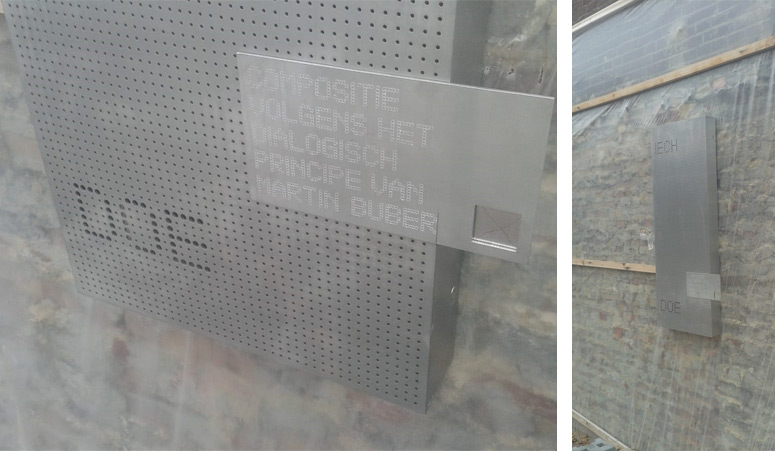 COMPOSITIE
VOLGENS HET
DIALOGISCH
PRINCIPE VAN
MARTIN BUBER
DOE
IECH
DOE